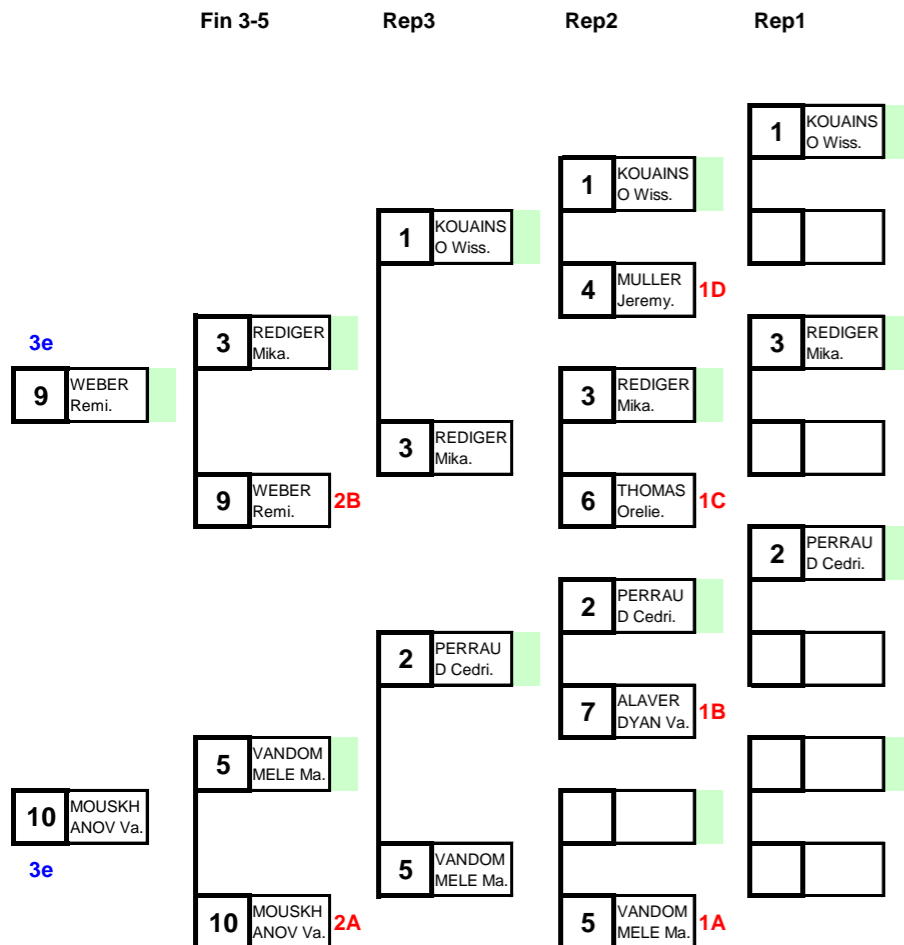 Fin 3-5 Rep3 Rep2 Rep1
1 KOUAINS
O Wiss.
1 KOUAINS
O Wiss.
1 KOUAINS
O Wiss.
4 MULLER
Jeremy. 1D
3 REDIGER
Mika.
3 REDIGER
Mika.
3e
9 WEBER
Remi.
3 REDIGER
Mika.
3 REDIGER
Mika.
9 WEBER
Remi. 2B
6 THOMAS
Orelie. 1C
2 PERRAU
D Cedri.
2 PERRAU
D Cedri.
2 PERRAU
D Cedri.
7 ALAVER
DYAN Va. 1B
5 VANDOM
MELE Ma.
10 MOUSKH
ANOV Va.
3e
5 VANDOM
MELE Ma.
10 MOUSKH
ANOV Va. 2A
5 VANDOM
MELE Ma. 1A